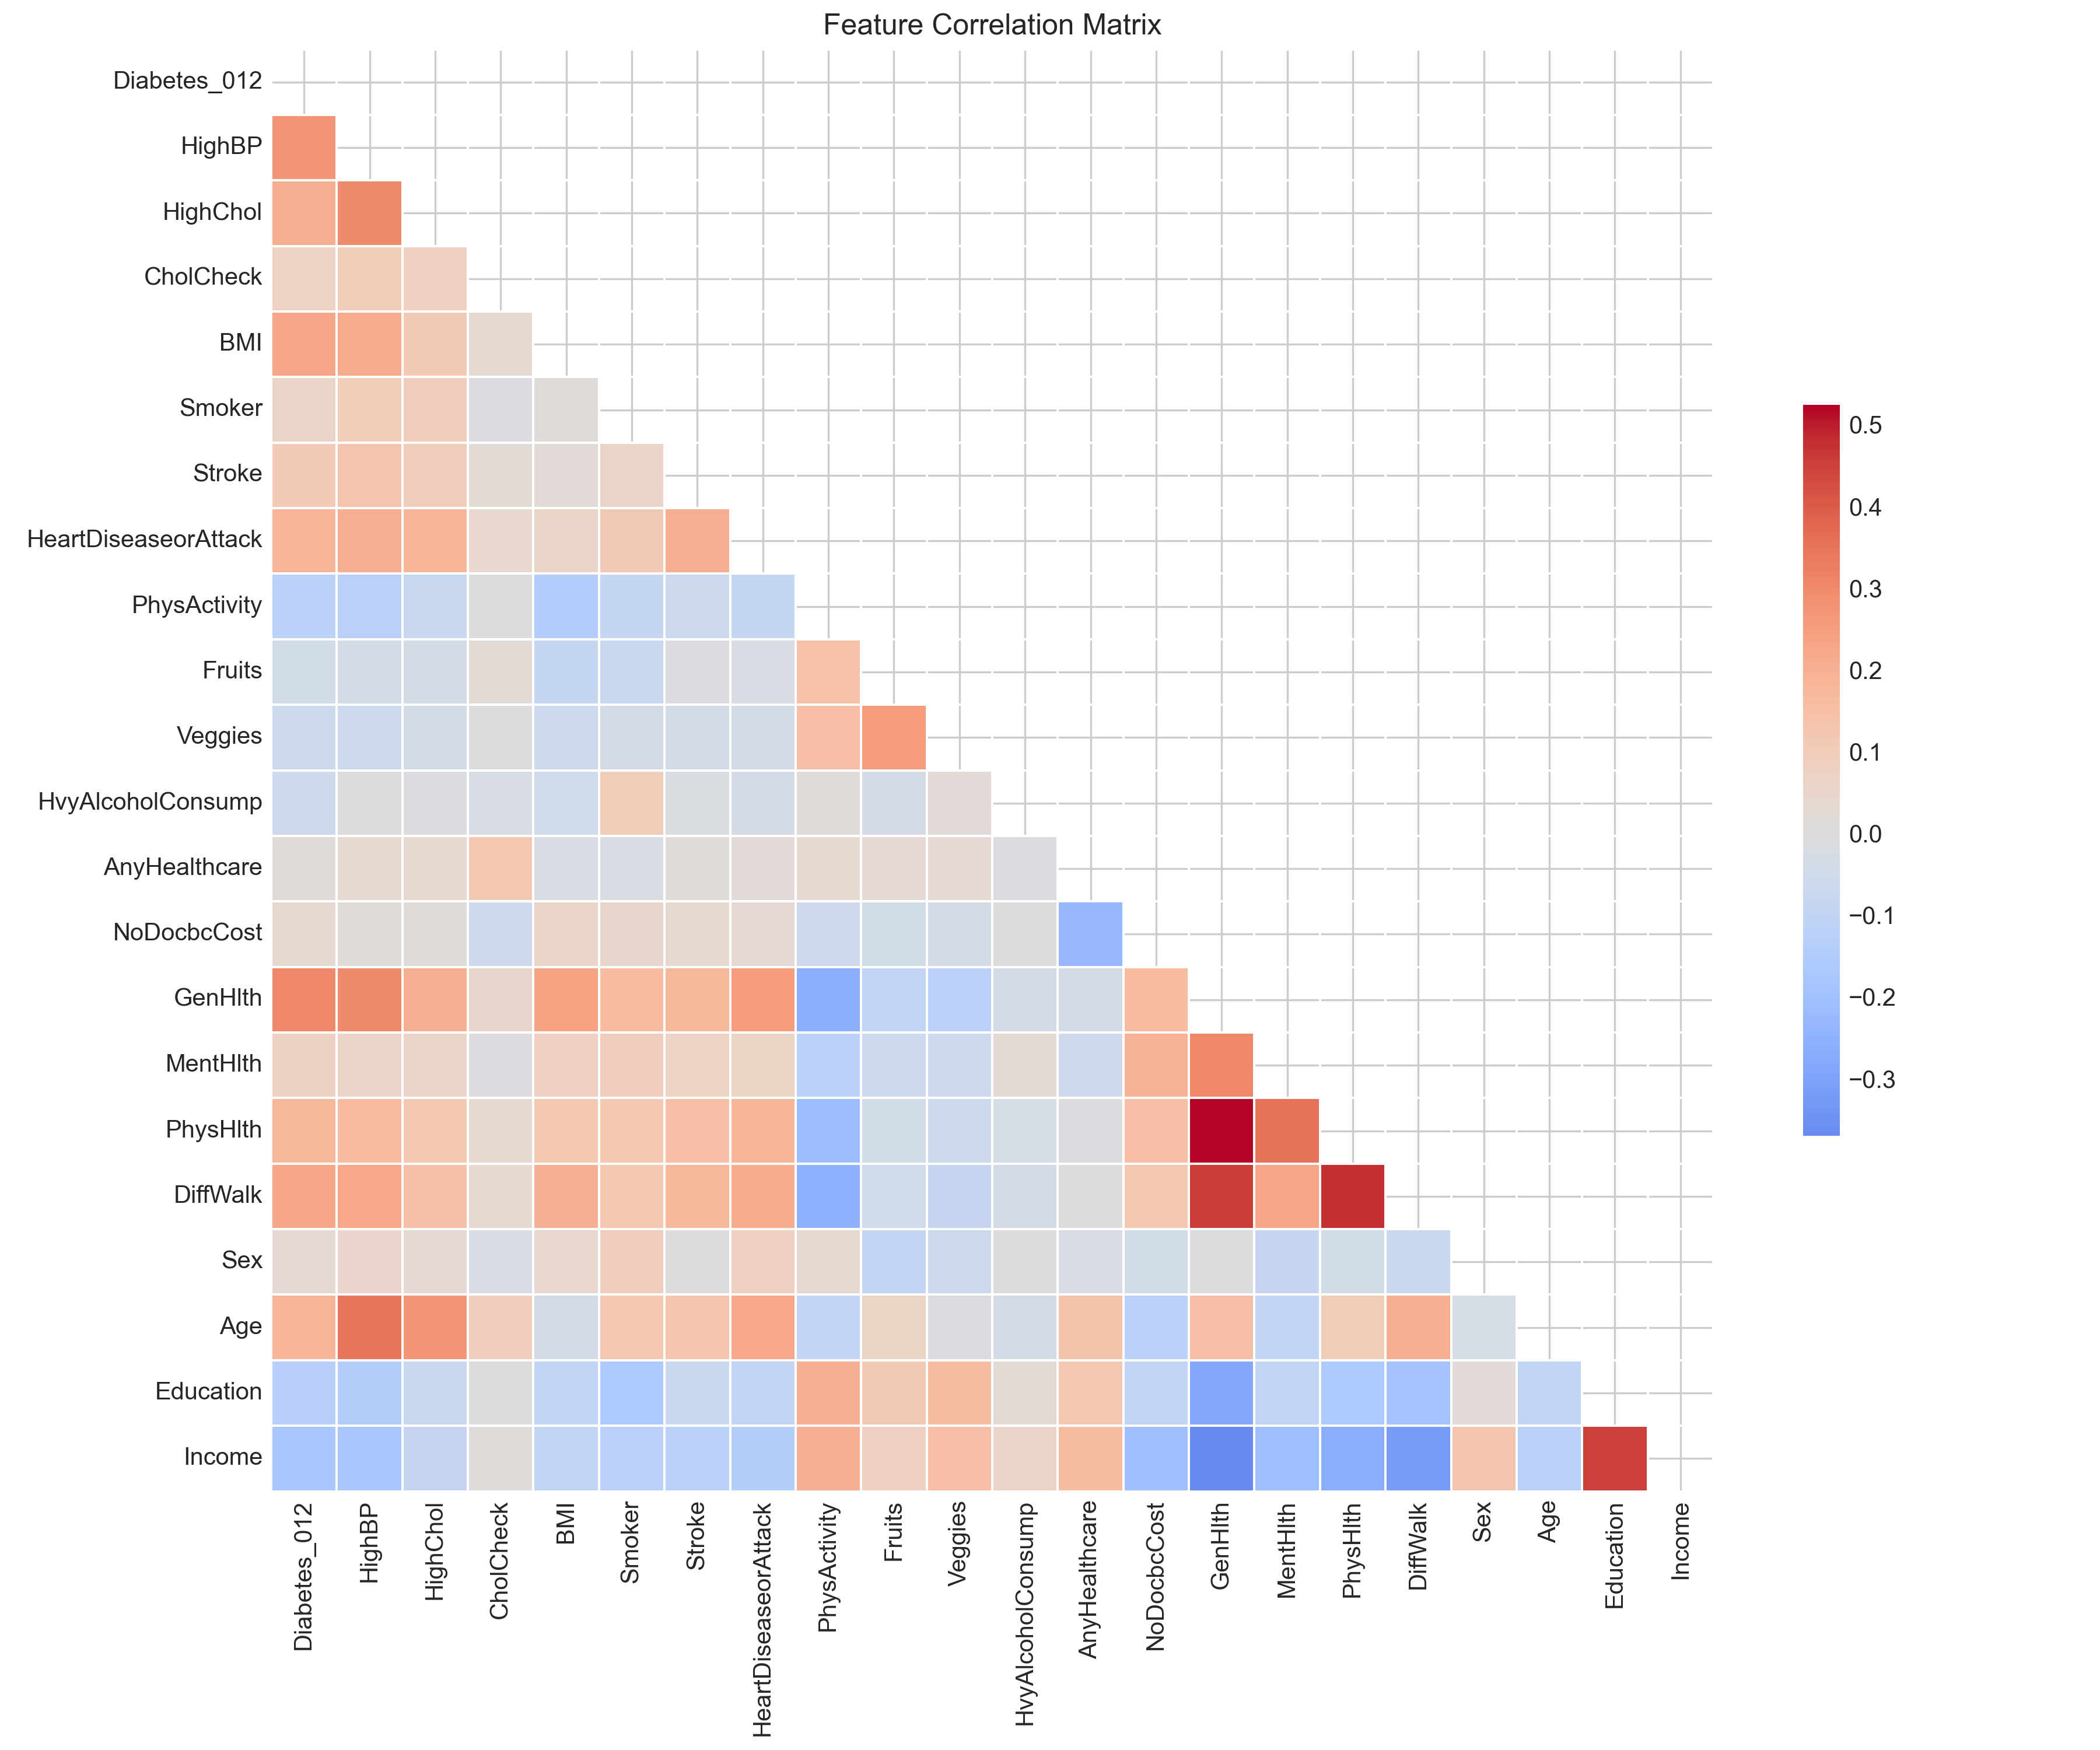 Feature Correlation Matrix
Diabetes_012
HighBP
HighChol
CholCheck
BMI
Smoker
Stroke
HeartDiseaseorAttack
PhysActivity
Fruits
Veggies
HvyAlcoholConsump
AnyHealthcare
NoDocbcCost
GenHlth
MentHlth
PhysHlth
DiffWalk
Sex
Age
Education
Income
Diabetes_012
HighBP
HighChol
CholCheck
BMI
Smoker
Stroke
HeartDiseaseorAttack
PhysActivity
Fruits
Veggies
HvyAlcoholConsump
AnyHealthcare
NoDocbcCost
GenHlth
MentHlth
PhysHlth
DiffWalk
Sex
Age
Education
Income
0.5
0.4
0.3
0.2
0.1
0.0
−0.1
−0.2
−0.3